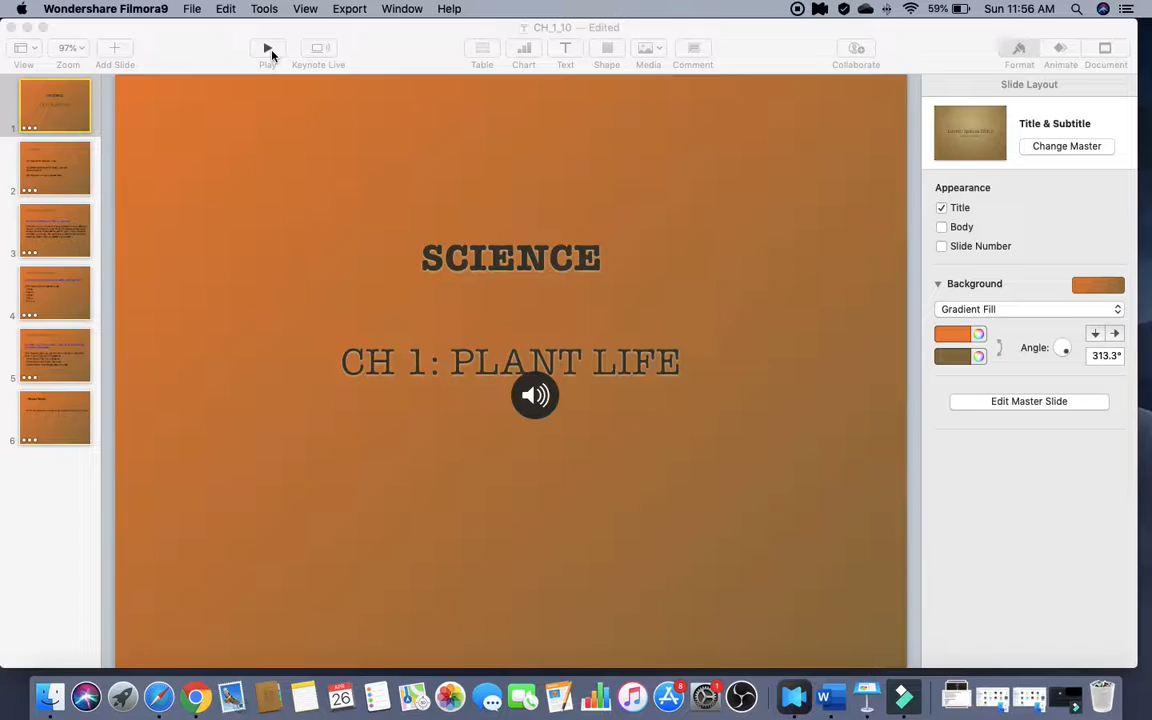 Wondershare Filmora9 File Edit Tools View Export Window Help 59% Sun 11:56 AM
CH_1_10 — Edited
97%
View Zoom Add Slide Play Keynote Live Table Chart Text Shape Media Comment Collaborate Format Animate Document
Slide Layout
Title & Subtitle
Change Master
Appearance
Title
Body
Slide Number
Background
Gradient Fill
Angle:
313.3°
Edit Master Slide
1
2
3
4
5
6
SCIENCE
CH 1: PLANT LIFE
APR
26
8
1